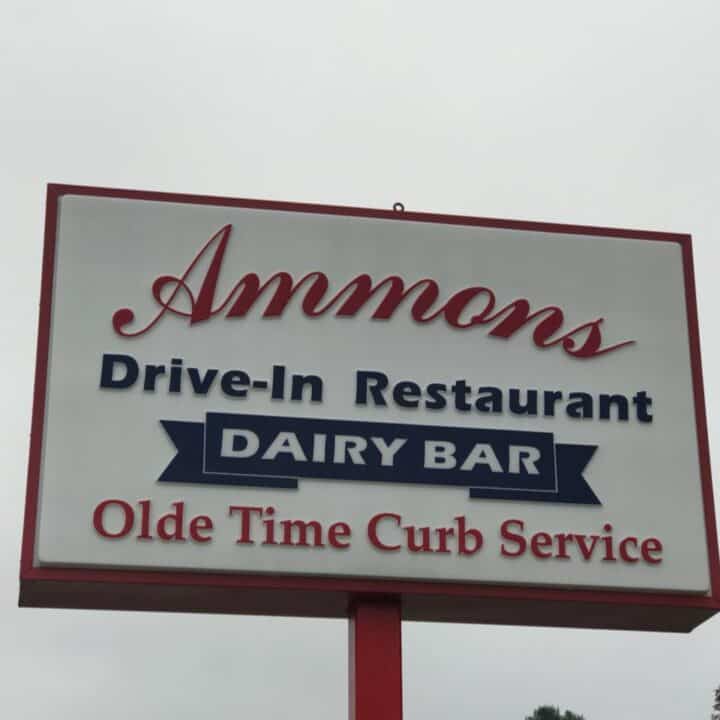 Ammons
Drive-In Restaurant
DAIRY BAR
Olde Time Curb Service